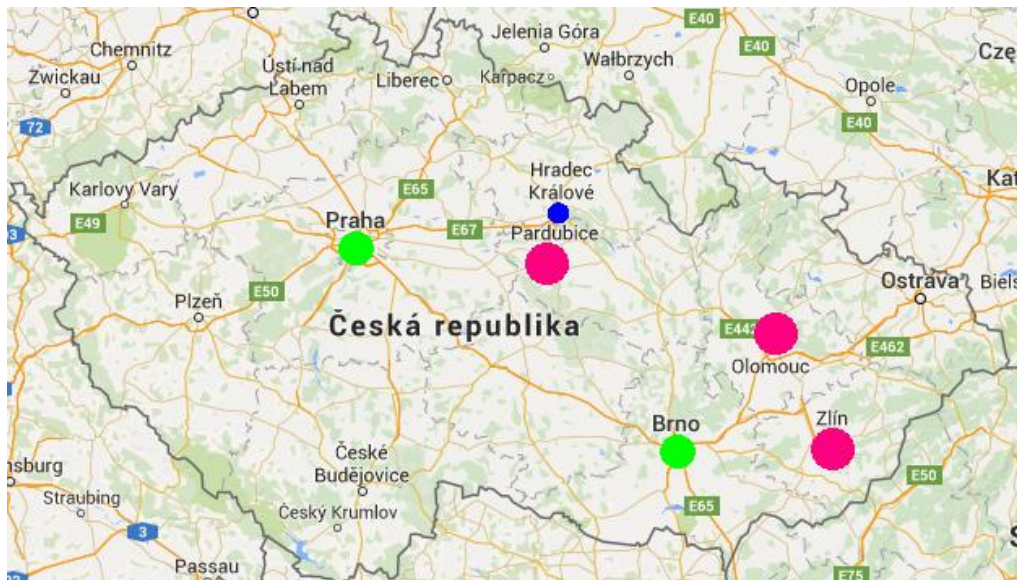 E40
Jelenia Góra
Chemnitz
E40
Czę
Ústí nad
Labem
Liberec
Karpacz
Wałbrzych
Zwickau
Opole
72
E40
Hradec
Králové
Karlovy Vary
E65
Kat
E49
Praha
E67
Pardubice
3
Ostrava
Biels
Plzeň
E50
Česká republika
E442
E462
Olomouc
Brno
Zlín
České
Budějovice
nsburg
E50
Straubing
Český Krumlov
E65
3
S
Passau
E75